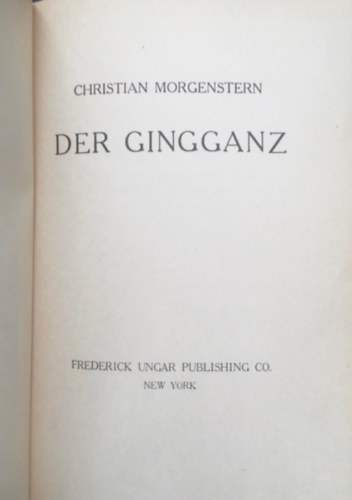 CHRISTIAN MORGENSTERN
DER GINGGANZ
FREDERICK UNGAR PUBLISHING CO.
NEW YORK